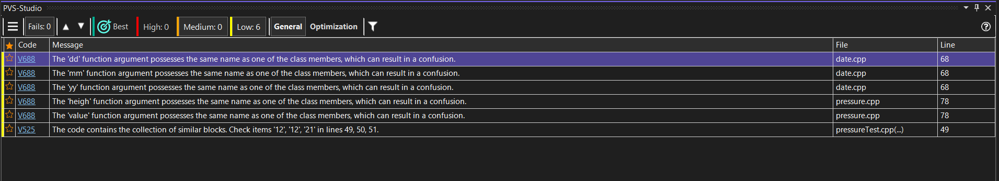 PVS-Studio
Fails: 0 Best High: 0 Medium: 0 Low: 6 General Optimization
Code Message File Line
V688 The 'dd' function argument possesses the same name as one of the class members, which can result in a confusion. date.cpp 68
V688 The 'mm' function argument possesses the same name as one of the class members, which can result in a confusion. date.cpp 68
V688 The 'yy' function argument possesses the same name as one of the class members, which can result in a confusion. date.cpp 68
V688 The 'heigh' function argument possesses the same name as one of the class members, which can result in a confusion. pressure.cpp 78
V688 The 'value' function argument possesses the same name as one of the class members, which can result in a confusion. pressure.cpp 78
V525 The code contains the collection of similar blocks. Check items '12', '12', '21' in lines 49, 50, 51. pressureTest.cpp(...) 49